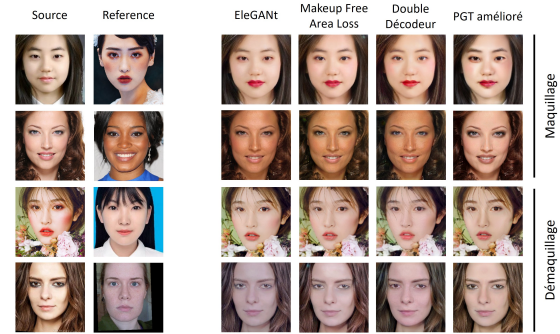 Source
Reference
EleGANt
Makeup Free
Area Loss
Double
Décodeur
PGT amélioré
Maquillage
Démaquillage